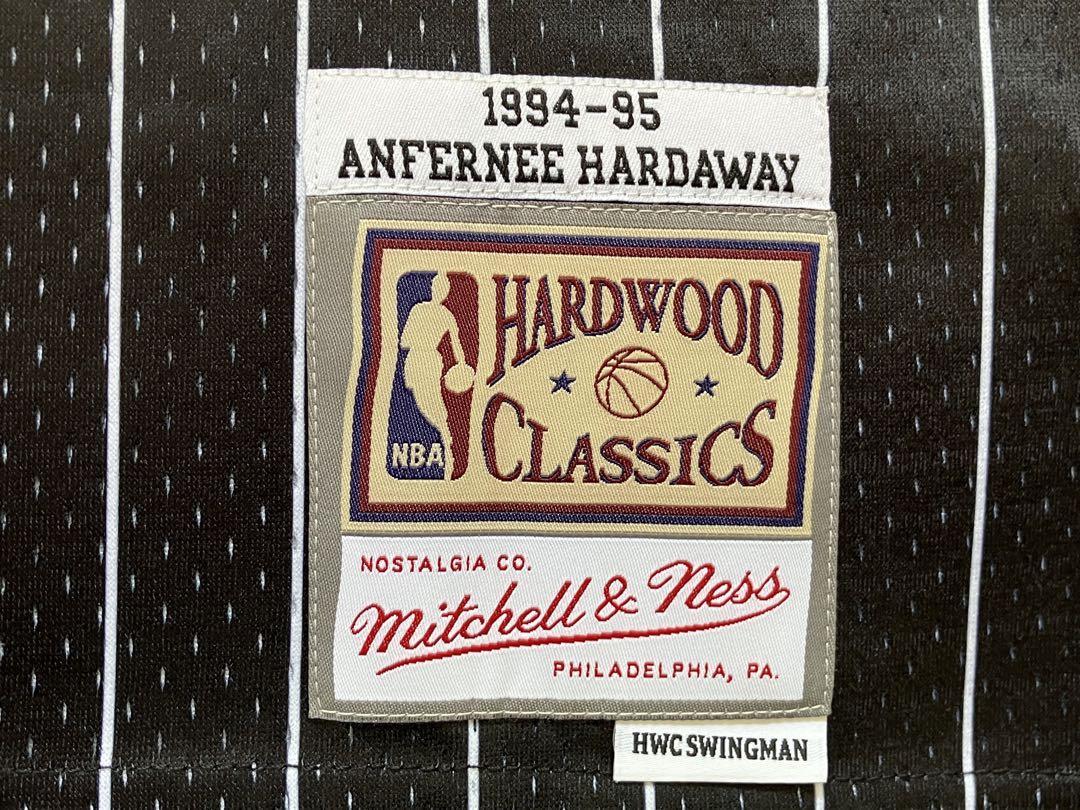 1994-95
ANFERNEE HARDAWAY
HARDWOOD
CLASSICS
NBA
NOSTALGIA CO.
Mitchell & Ness
PHILADELPHIA, PA.
HWC SWINGMAN